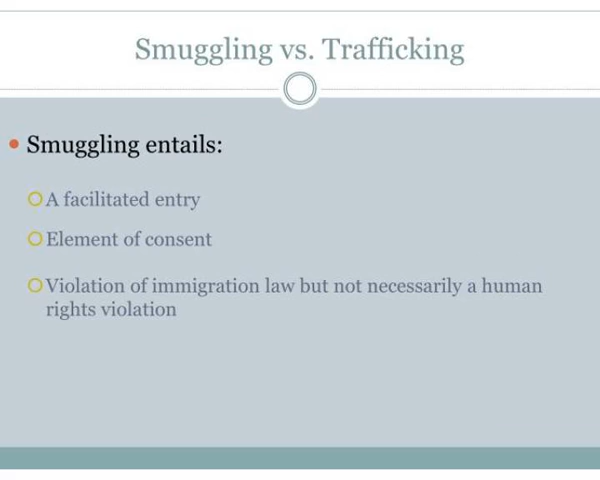 Smuggling vs. Trafficking
Smuggling entails:
A facilitated entry
Element of consent
Violation of immigration law but not necessarily a human
rights violation